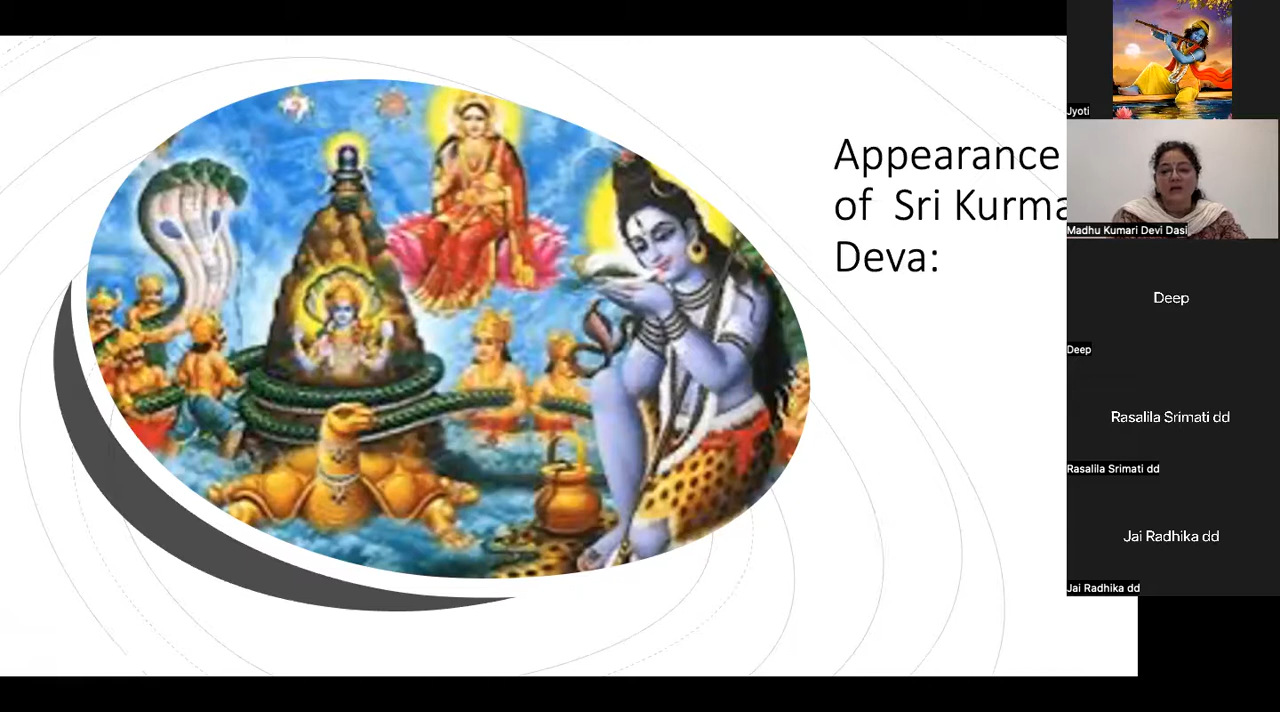 Appearance
of Sri Kurma
Deva:
Jyoti
Madhu Kumari Devi Dasi
Deep
Deep
Rasalila Srimati dd
Rasalila Srimati dd
Jai Radhika dd
Jai Radhika dd